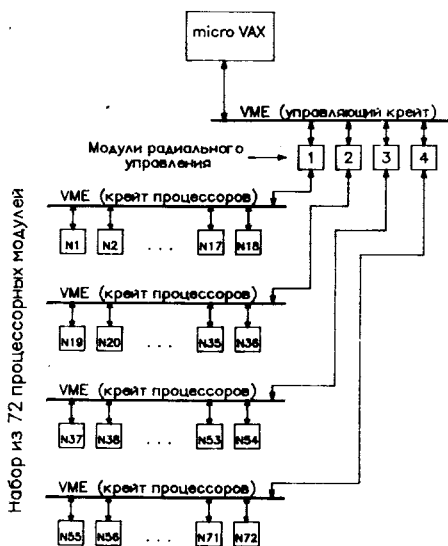 micro VAX
VME (управляющий крейт)
Модули радиального
управления
1 2 3 4
VME (крейт процессоров)
N1 N2 . . . N17 N18
VME (крейт процессоров)
N19 N20 . . . N35 N36
VME (крейт процессоров)
N37 N38 . . . N53 N54
VME (крейт процессоров)
N55 N56 . . . N71 N72
Набор из 72 процессорных модулей